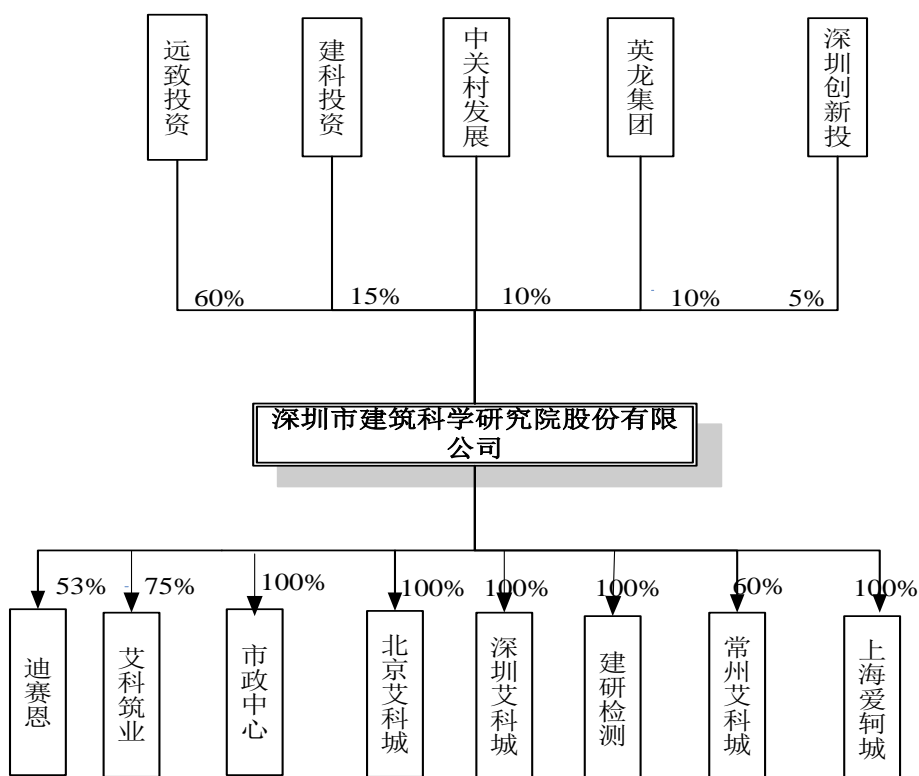 远致投资
建科投资
中关村发展
英龙集团
深圳创新投
60%
15%
10%
10%
5%
深圳市建筑科学研究院股份有限
公司
53%
75%
100%
100%
100%
100%
60%
100%
迪赛恩
艾科筑业
市政中心
北京艾科城
深圳艾科城
建研检测
常州艾科城
上海爱轲城